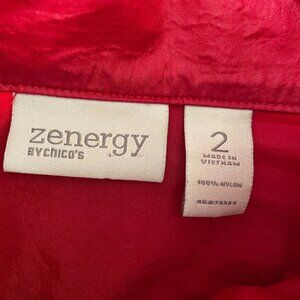 zenergy
BY CHICO'S
2
MADE IN
VIETNAM
100% NYLON